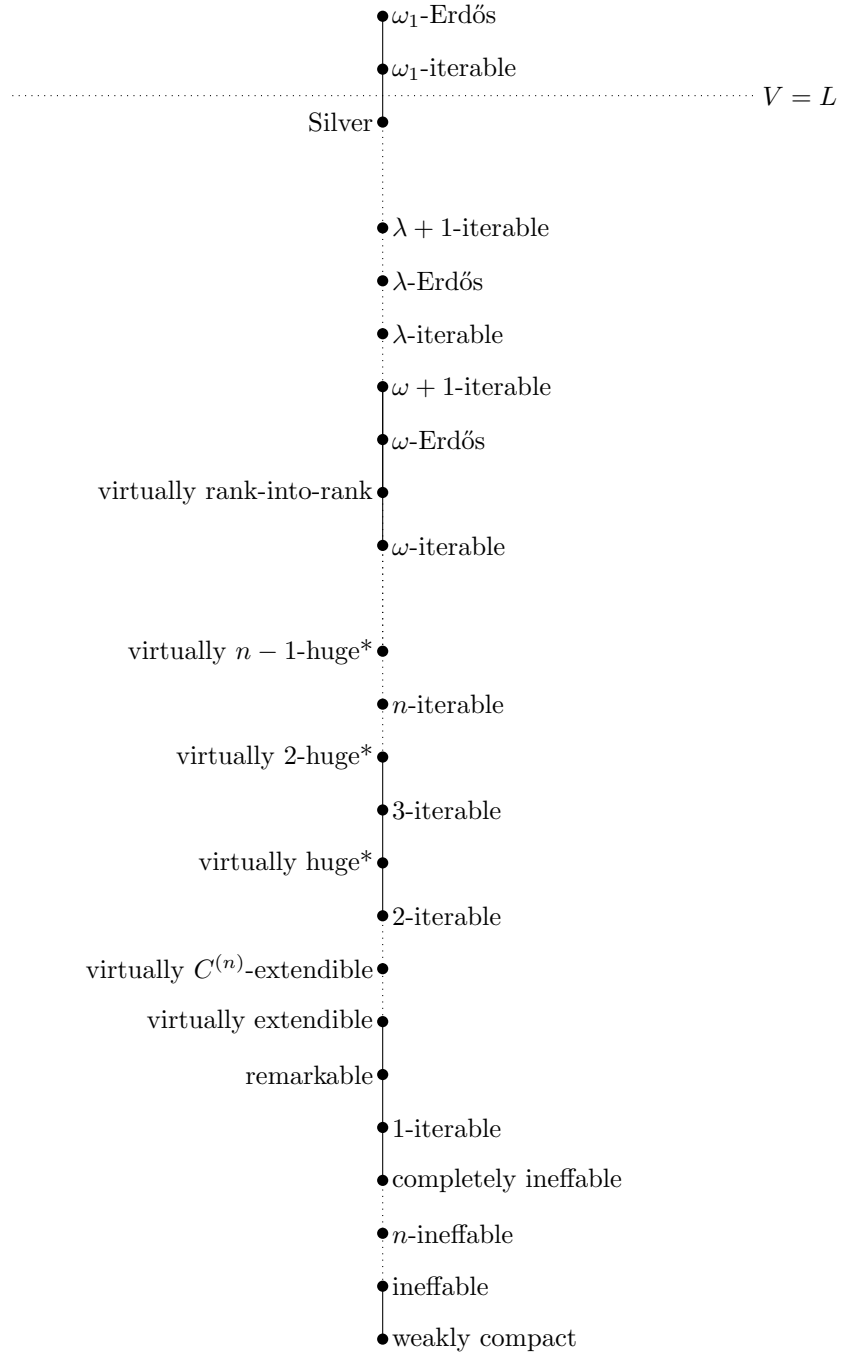 ω₁-Erdős
ω₁-iterable
V = L
Silver
λ + 1-iterable
λ-Erdős
λ-iterable
ω + 1-iterable
ω-Erdős
virtually rank-into-rank
ω-iterable
virtually n − 1-huge*
n-iterable
virtually 2-huge*
3-iterable
virtually huge*
2-iterable
virtually C⁽ⁿ⁾-extendible
virtually extendible
remarkable
1-iterable
completely ineffable
n-ineffable
ineffable
weakly compact